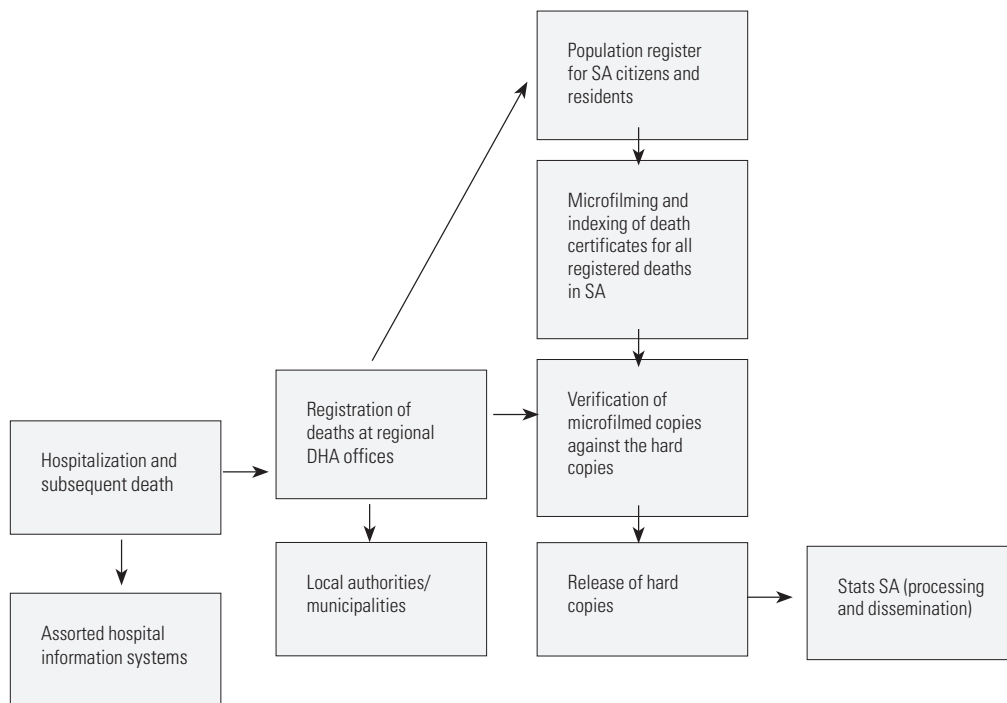 Population register
for SA citizens and
residents
Microfilming and
indexing of death
certificates for all
registered deaths
in SA
Registration of
deaths at regional
DHA offices
Verification of
microfilmed copies
against the hard
copies
Hospitalization and
subsequent death
Local authorities/
municipalities
Release of hard
copies
Stats SA (processing
and dissemination)
Assorted hospital
information systems